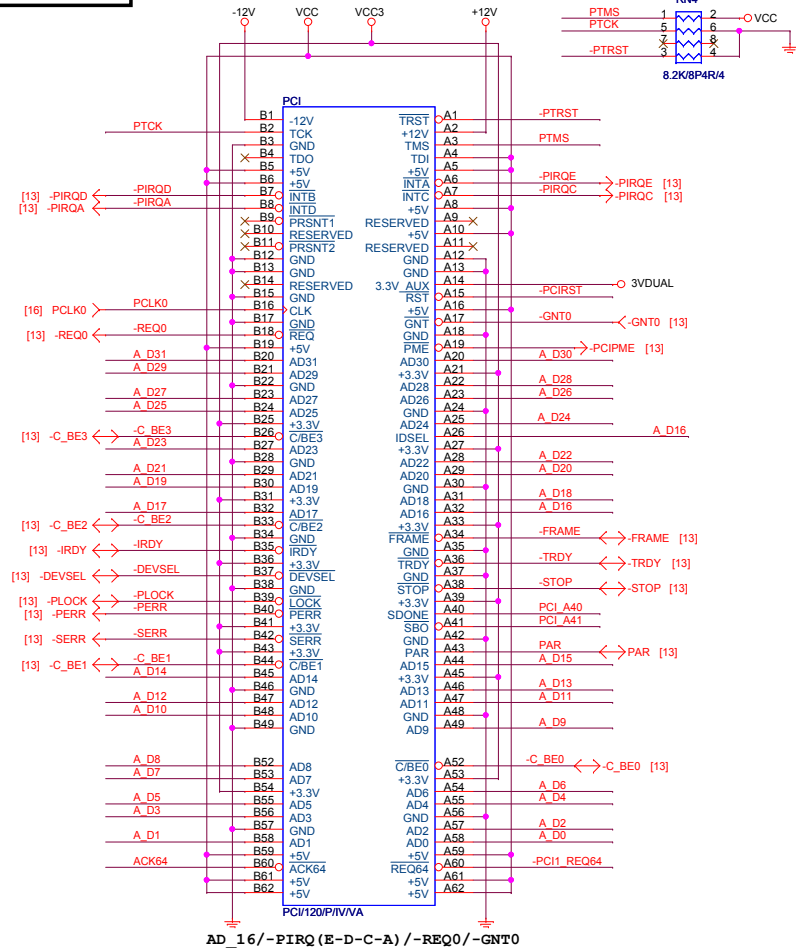 -12V VCC VCC3 +12V
RN4
PTMS 1 2 VCC
PTCK 5 6
7 8
-PTRST 3 4
8.2K/8P4R/4
PCI
B1 -12V TRST A1 -PTRST
PTCK B2 TCK +12V A2
B3 GND TMS A3 PTMS
B4 TDO TDI A4
B5 +5V +5V A5
B6 +5V INTA A6 -PIRQE -PIRQE [13]
[13] -PIRQD -PIRQD B7 INTB INTC A7 -PIRQC -PIRQC [13]
[13] -PIRQA -PIRQA B8 INTD +5V A8
B9 PRSNT1 RESERVED A9
B10 RESERVED +5V A10
B11 PRSNT2 RESERVED A11
B12 GND GND A12
B13 GND GND A13
B14 RESERVED 3.3V_AUX A14 3VDUAL
B15 GND RST A15 -PCIRST
[16] PCLK0 PCLK0 B16 CLK +5V A16
B17 GND GNT A17 -GNT0 -GNT0 [13]
[13] -REQ0 -REQ0 B18 REQ GND A18
B19 +5V PME A19 -PCIPME [13]
A_D31 B20 AD31 AD30 A20 A_D30
A_D29 B21 AD29 +3.3V A21
B22 GND AD28 A22 A_D28
A_D27 B23 AD27 AD26 A23 A_D26
A_D25 B24 AD25 GND A24
B25 +3.3V AD24 A25 A_D24
[13] -C_BE3 -C_BE3 B26 C/BE3 IDSEL A26 A_D16
A_D23 B27 AD23 +3.3V A27
B28 GND AD22 A28 A_D22
A_D21 B29 AD21 AD20 A29 A_D20
A_D19 B30 AD19 GND A30
B31 +3.3V AD18 A31 A_D18
A_D17 B32 AD17 AD16 A32 A_D16
[13] -C_BE2 -C_BE2 B33 C/BE2 +3.3V A33
B34 GND FRAME A34 -FRAME -FRAME [13]
[13] -IRDY -IRDY B35 IRDY GND A35
B36 +3.3V TRDY A36 -TRDY -TRDY [13]
[13] -DEVSEL -DEVSEL B37 DEVSEL GND A37
B38 GND STOP A38 -STOP -STOP [13]
[13] -PLOCK -PLOCK B39 LOCK +3.3V A39
[13] -PERR -PERR B40 PERR SDONE A40 PCI_A40
B41 +3.3V SBO A41 PCI_A41
[13] -SERR -SERR B42 SERR GND A42
B43 +3.3V PAR A43 PAR PAR [13]
[13] -C_BE1 -C_BE1 B44 C/BE1 AD15 A44 A_D15
A_D14 B45 AD14 +3.3V A45
B46 GND AD13 A46 A_D13
A_D12 B47 AD12 AD11 A47 A_D11
A_D10 B48 AD10 GND A48
B49 GND AD9 A49 A_D9
A_D8 B52 AD8 C/BE0 A52 -C_BE0 -C_BE0 [13]
A_D7 B53 AD7 +3.3V A53
B54 +3.3V AD6 A54 A_D6
A_D5 B55 AD5 AD4 A55 A_D4
A_D3 B56 AD3 GND A56
B57 GND AD2 A57 A_D2
A_D1 B58 AD1 AD0 A58 A_D0
B59 +5V +5V A59
ACK64 B60 ACK64 REQ64 A60 -PCI1_REQ64
B61 +5V +5V A61
B62 +5V +5V A62
PCI/120/P/IV/VA
AD_16/-PIRQ(E-D-C-A)/-REQ0/-GNT0